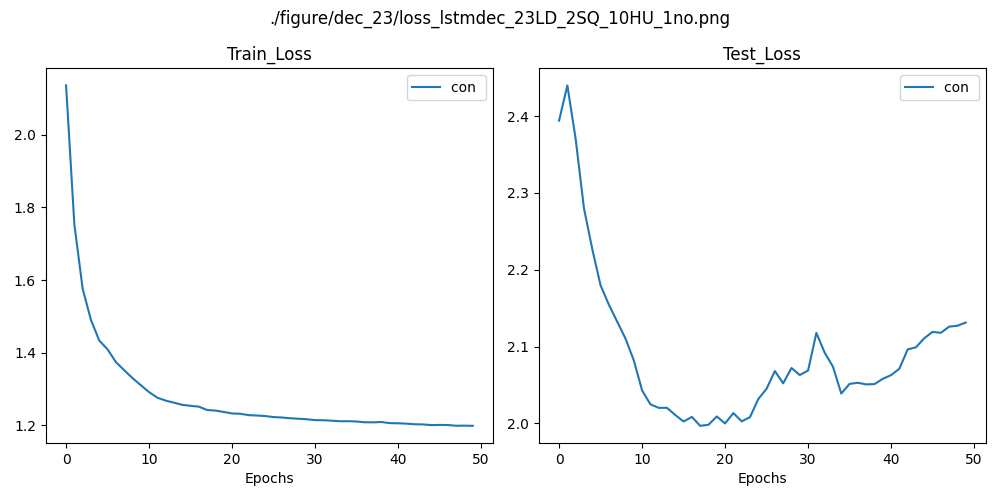 ./figure/dec_23/loss_lstmdec_23LD_2SQ_10HU_1no.png
Train_Loss
con
2.0
1.8
1.6
1.4
1.2
0 10 20 30 40 50
Epochs
Test_Loss
con
2.4
2.3
2.2
2.1
2.0
0 10 20 30 40 50
Epochs